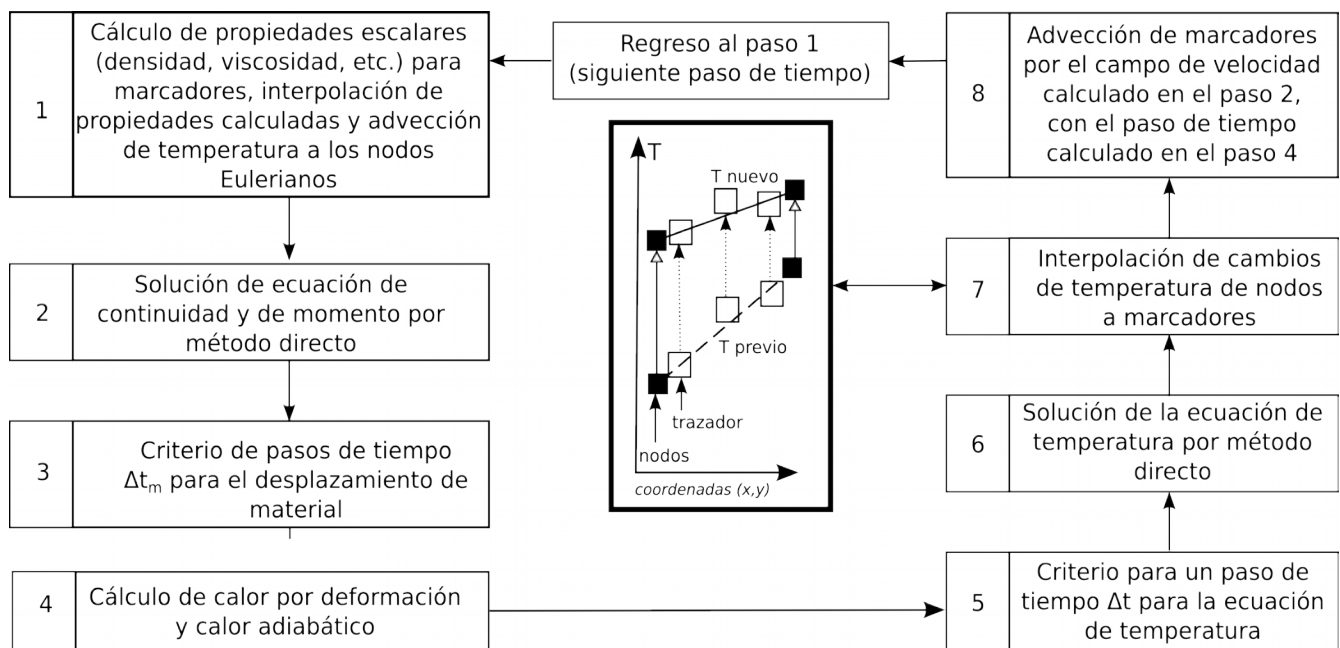 1
Cálculo de propiedades escalares
(densidad, viscosidad, etc.) para
marcadores, interpolación de
propiedades calculadas y advección
de temperatura a los nodos
Eulerianos
2
Solución de ecuación de
continuidad y de momento por
método directo
3
Criterio de pasos de tiempo
Δtm para el desplazamiento de
material
4
Cálculo de calor por deformación
y calor adiabático
5
Criterio para un paso de
tiempo Δt para la ecuación
de temperatura
6
Solución de la ecuación de
temperatura por método
directo
7
Interpolación de cambios
de temperatura de nodos
a marcadores
8
Advección de marcadores
por el campo de velocidad
calculado en el paso 2,
con el paso de tiempo
calculado en el paso 4
Regreso al paso 1
(siguiente paso de tiempo)
T
T nuevo
T previo
trazador
nodos
coordenadas (x,y)